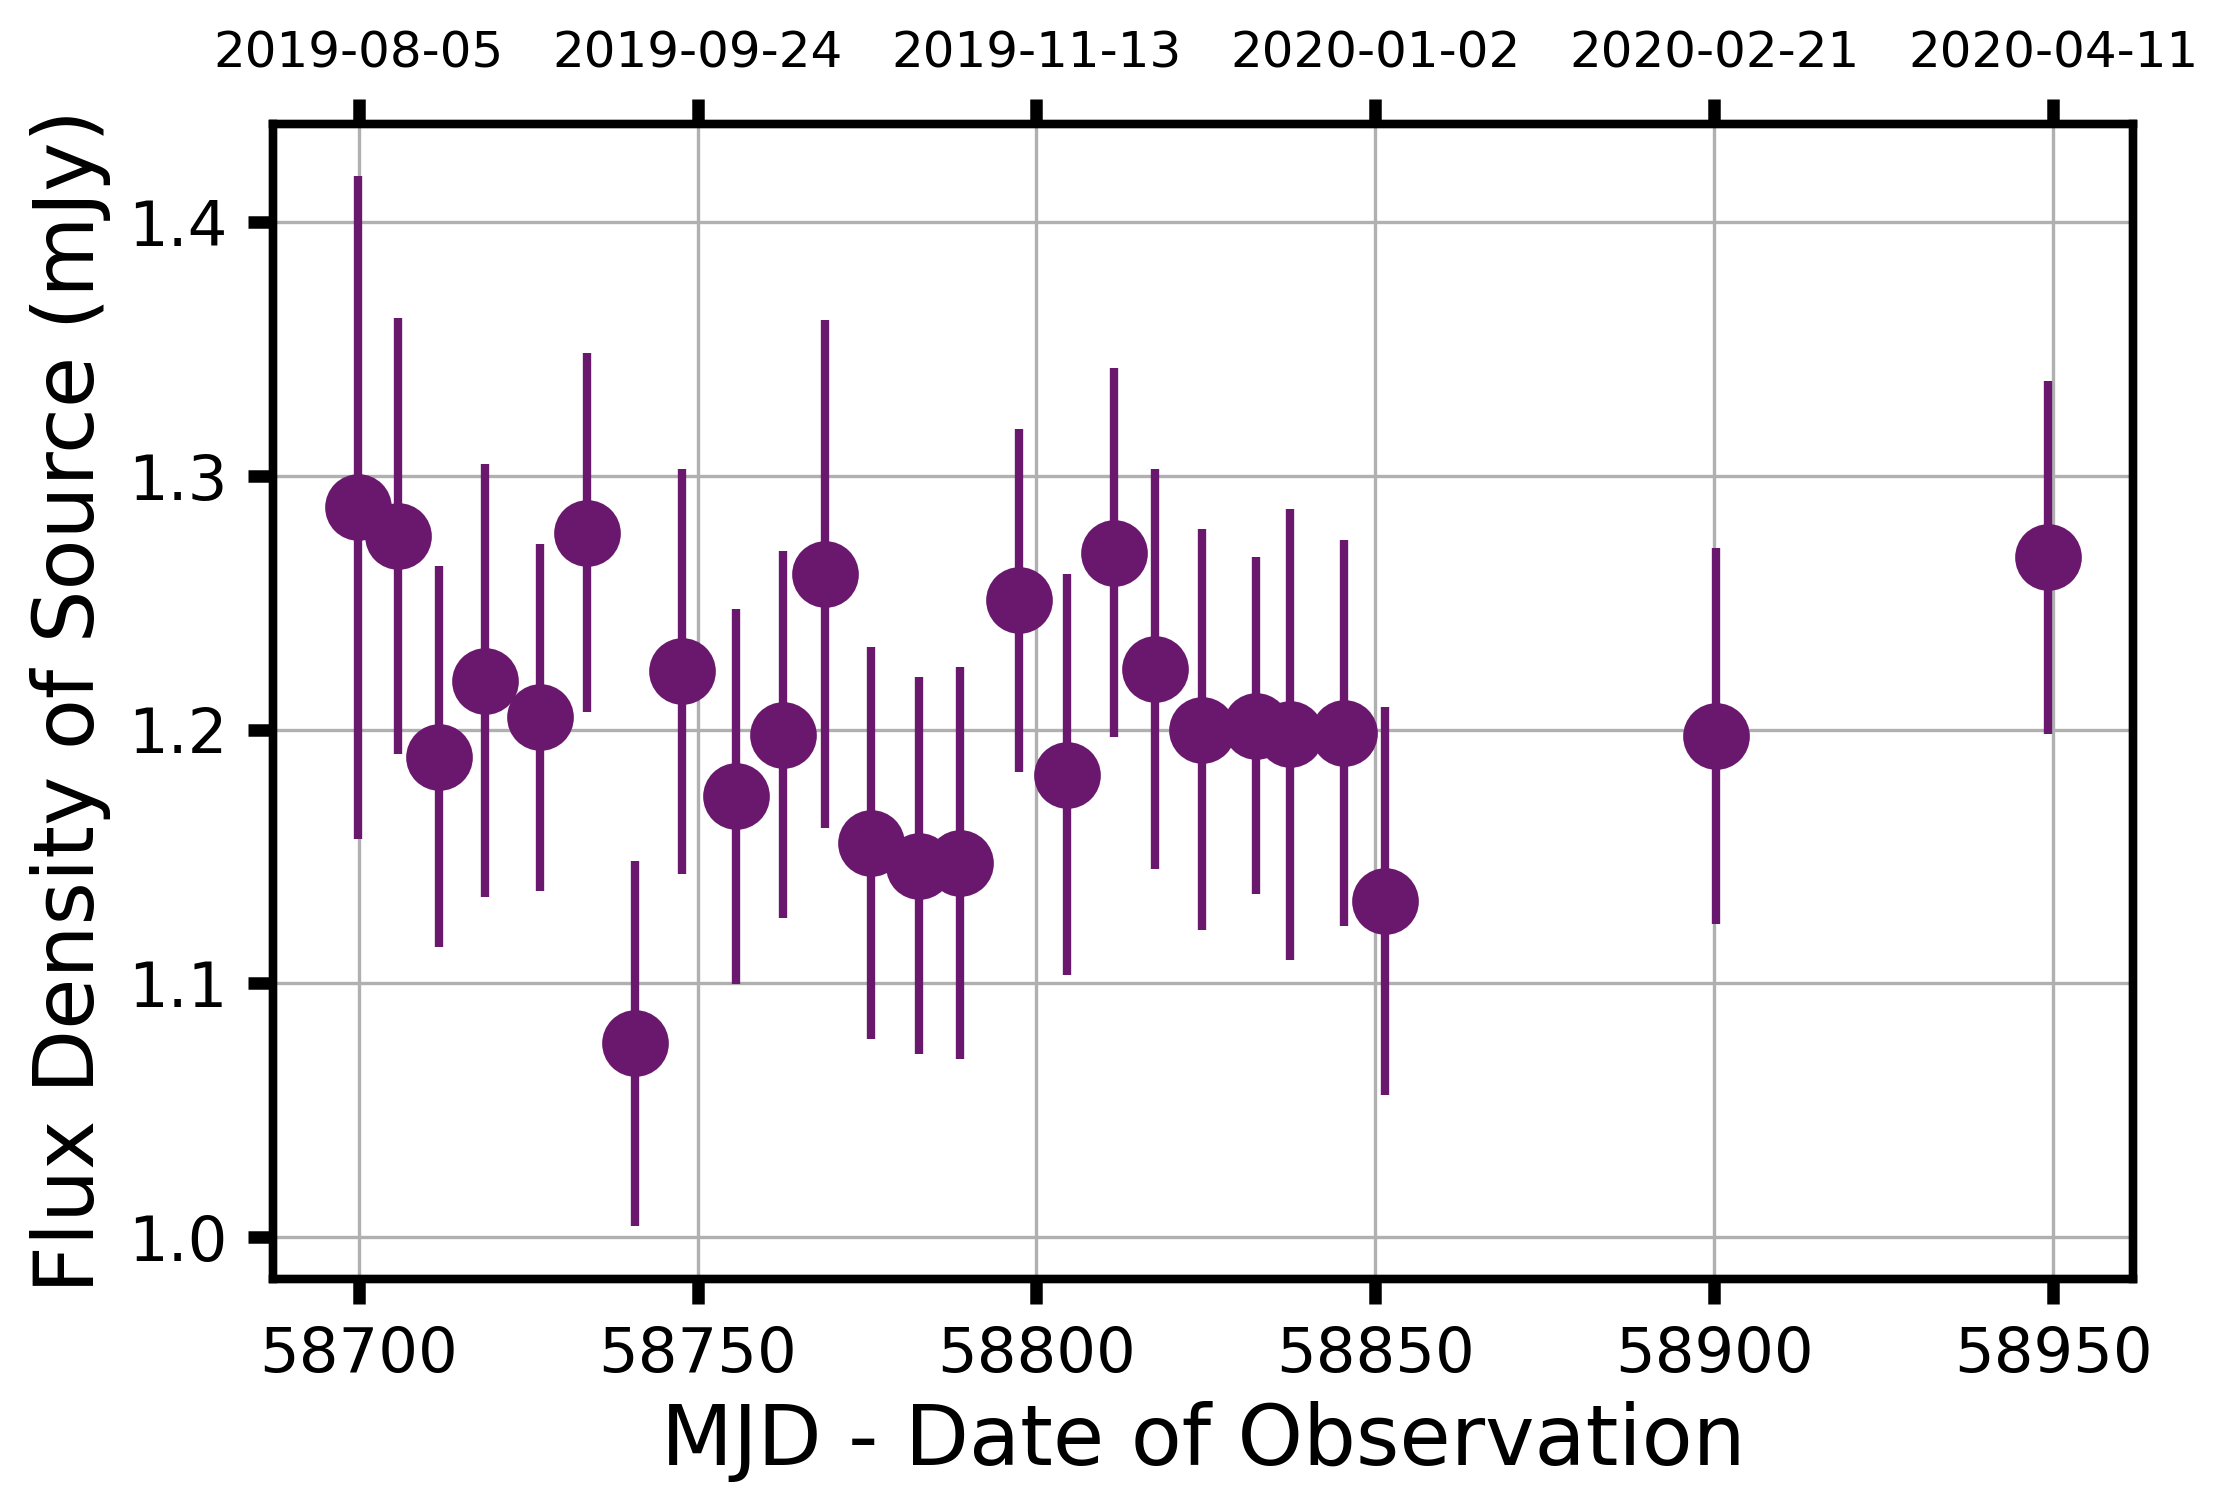 2019-08-05 2019-09-24 2019-11-13 2020-01-02 2020-02-21 2020-04-11
Flux Density of Source (mJy)
1.4
1.3
1.2
1.1
1.0
58700 58750 58800 58850 58900 58950
MJD - Date of Observation